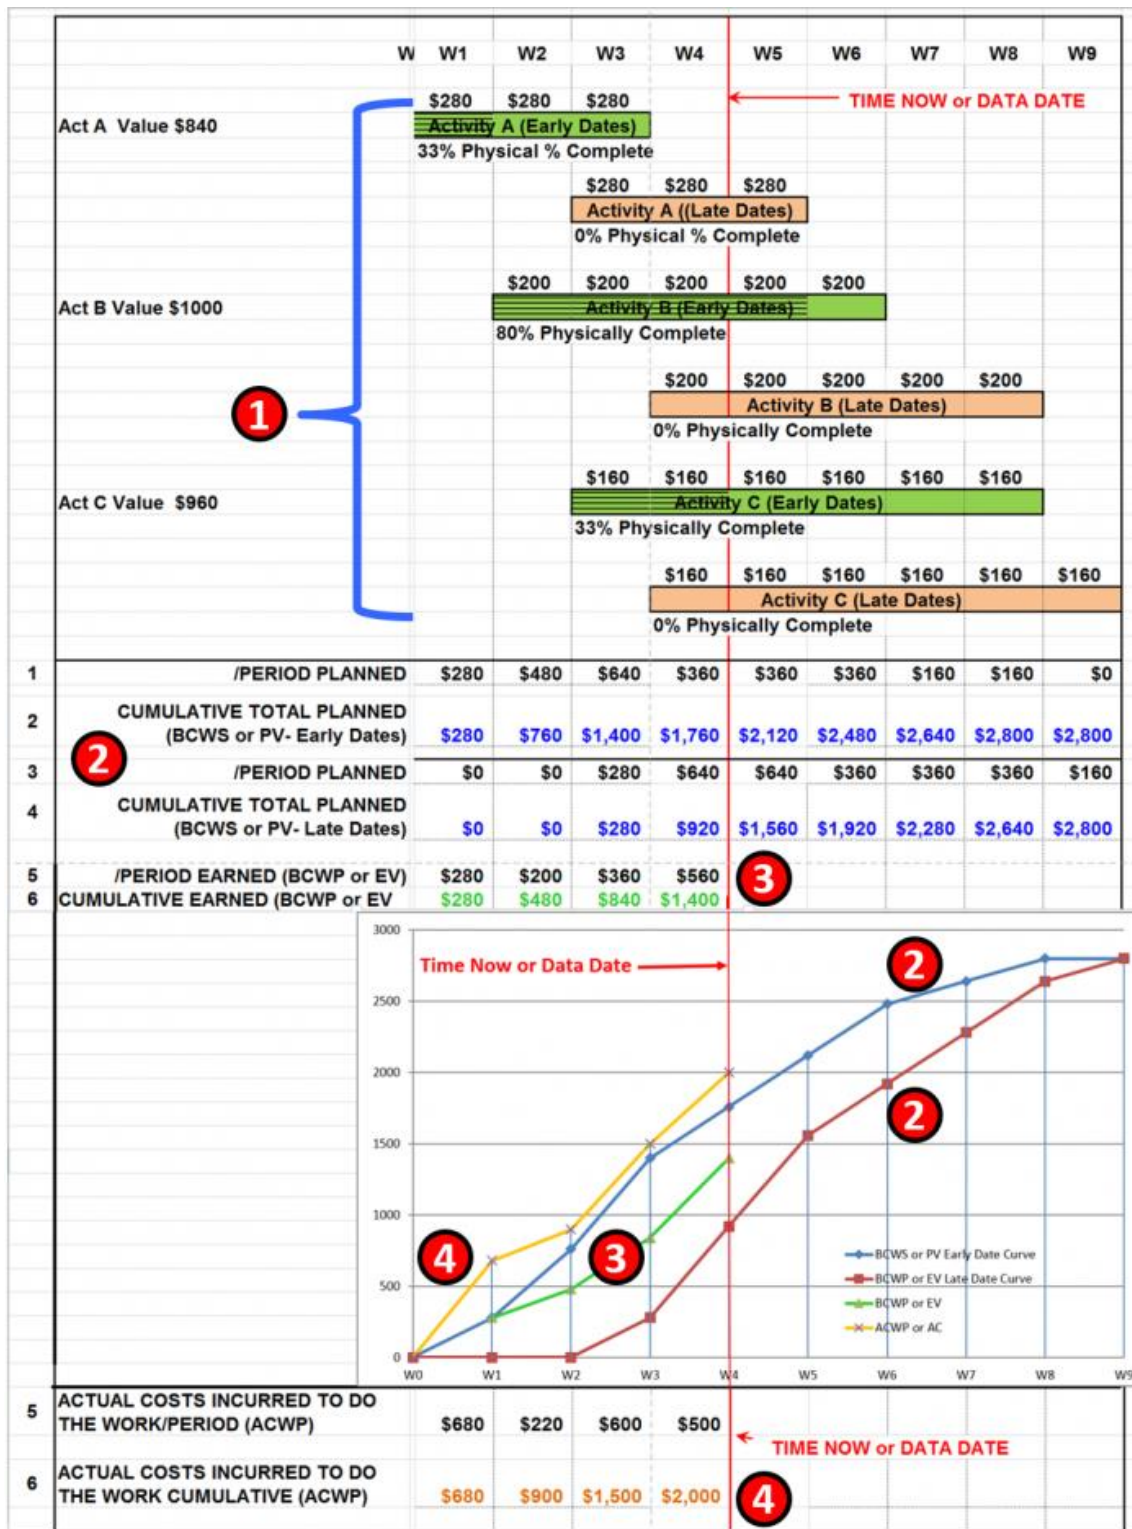 W W1 W2 W3 W4 W5 W6 W7 W8 W9
$280 $280 $280
TIME NOW or DATA DATE
Act A Value $840
Activity A (Early Dates)
33% Physical % Complete
$280 $280 $280
Activity A ((Late Dates)
0% Physical % Complete
$200 $200 $200 $200 $200
Act B Value $1000
Activity B (Early Dates)
80% Physically Complete
$200 $200 $200 $200 $200
1
Activity B (Late Dates)
0% Physically Complete
$160 $160 $160 $160 $160 $160
Act C Value $960
Activity C (Early Dates)
33% Physically Complete
$160 $160 $160 $160 $160 $160
Activity C (Late Dates)
0% Physically Complete
1 /PERIOD PLANNED $280 $480 $640 $360 $360 $360 $160 $160 $0
2 CUMULATIVE TOTAL PLANNED
(BCWS or PV- Early Dates) $280 $760 $1,400 $1,760 $2,120 $2,480 $2,640 $2,800 $2,800
2
3 /PERIOD PLANNED $0 $0 $280 $640 $640 $360 $360 $360 $160
4 CUMULATIVE TOTAL PLANNED
(BCWS or PV- Late Dates) $0 $0 $280 $920 $1,560 $1,920 $2,280 $2,640 $2,800
5 /PERIOD EARNED (BCWP or EV) $280 $200 $360 $560
3
6 CUMULATIVE EARNED (BCWP or EV $280 $480 $840 $1,400
3000
Time Now or Data Date
2
2500
2000
2
1500
1000
4
3
BCWS or PV Early Date Curve
BCWP or EV Late Date Curve
500
BCWP or EV
ACWP or AC
0
W0 W1 W2 W3 W4 W5 W6 W7 W8 W9
5 ACTUAL COSTS INCURRED TO DO
THE WORK/PERIOD (ACWP) $680 $220 $600 $500
TIME NOW or DATA DATE
6 ACTUAL COSTS INCURRED TO DO
THE WORK CUMULATIVE (ACWP) $680 $900 $1,500 $2,000
4